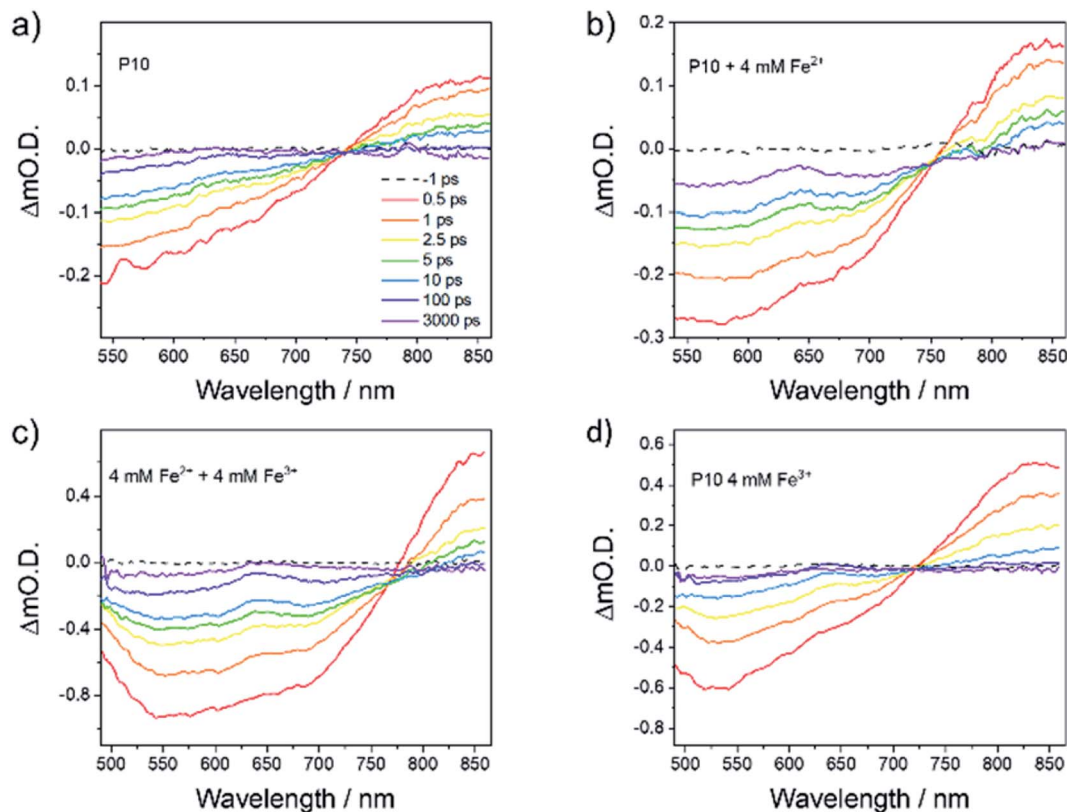 a)
P10
0.1
0.0
-0.1
-0.2
ΔmO.D.
550 600 650 700 750 800 850
Wavelength / nm
-1 ps
0.5 ps
1 ps
2.5 ps
5 ps
10 ps
100 ps
3000 ps
b)
P10 + 4 mM Fe²⁺
0.2
0.1
0.0
-0.1
-0.2
-0.3
ΔmO.D.
550 600 650 700 750 800 850
Wavelength / nm
c)
4 mM Fe²⁺ + 4 mM Fe³⁺
0.4
0.0
-0.4
-0.8
ΔmO.D.
500 550 600 650 700 750 800 850
Wavelength / nm
d)
P10 4 mM Fe³⁺
0.6
0.4
0.2
0.0
-0.2
-0.4
-0.6
-0.8
ΔmO.D.
500 550 600 650 700 750 800 850
Wavelength / nm